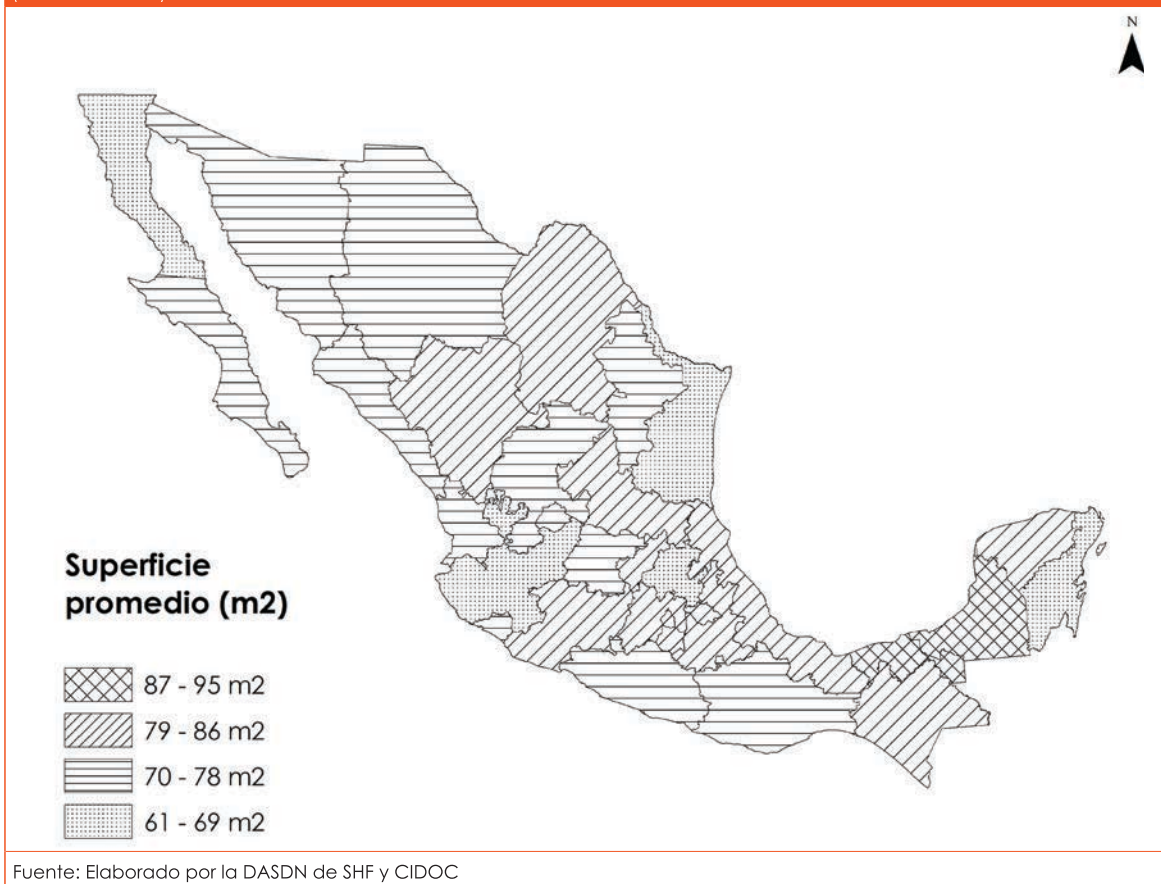 N
Superficie
promedio (m2)
87 - 95 m2
79 - 86 m2
70 - 78 m2
61 - 69 m2
Fuente: Elaborado por la DASDN de SHF y CIDOC